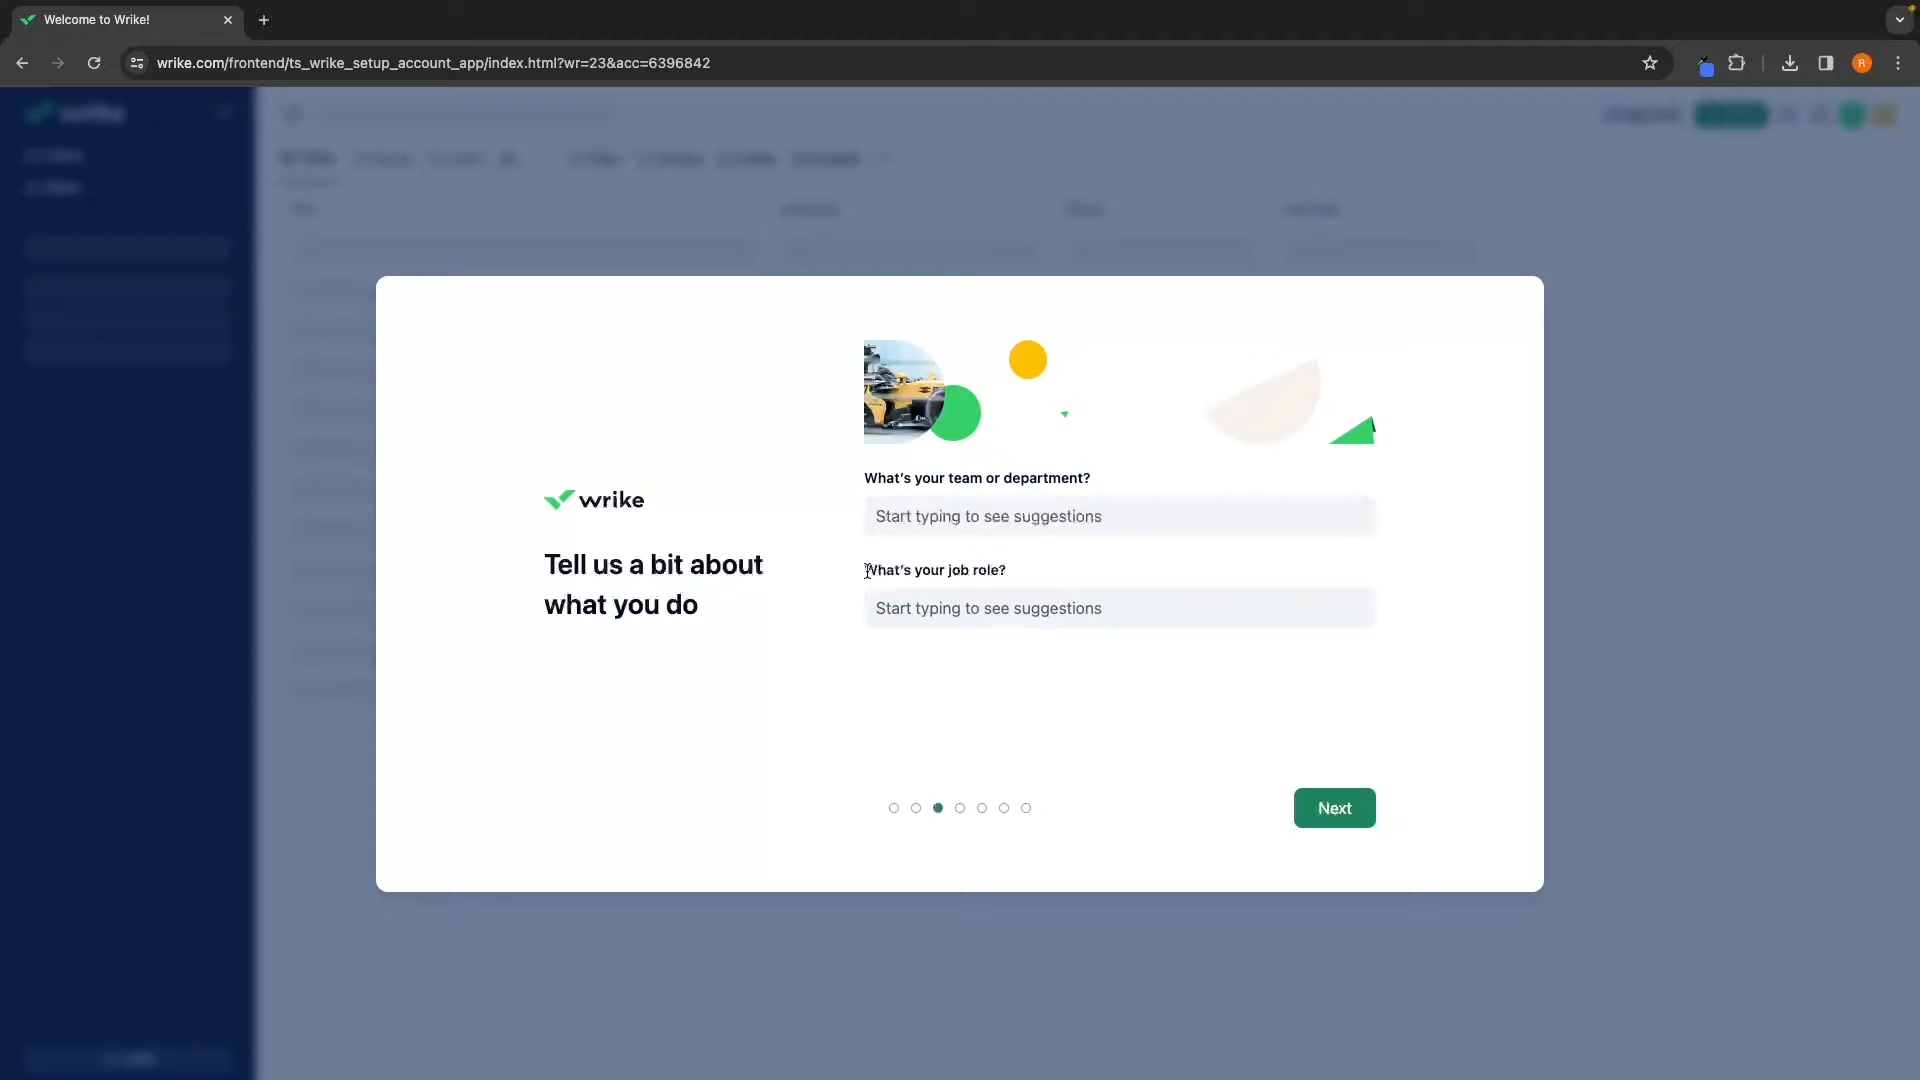 Welcome to Wrike!
wrike.com/frontend/ts_wrike_setup_account_app/index.html?wr=23&acc=6396842
R
wrike
Tell us a bit about
what you do
What's your team or department?
Start typing to see suggestions
What's your job role?
Start typing to see suggestions
Next